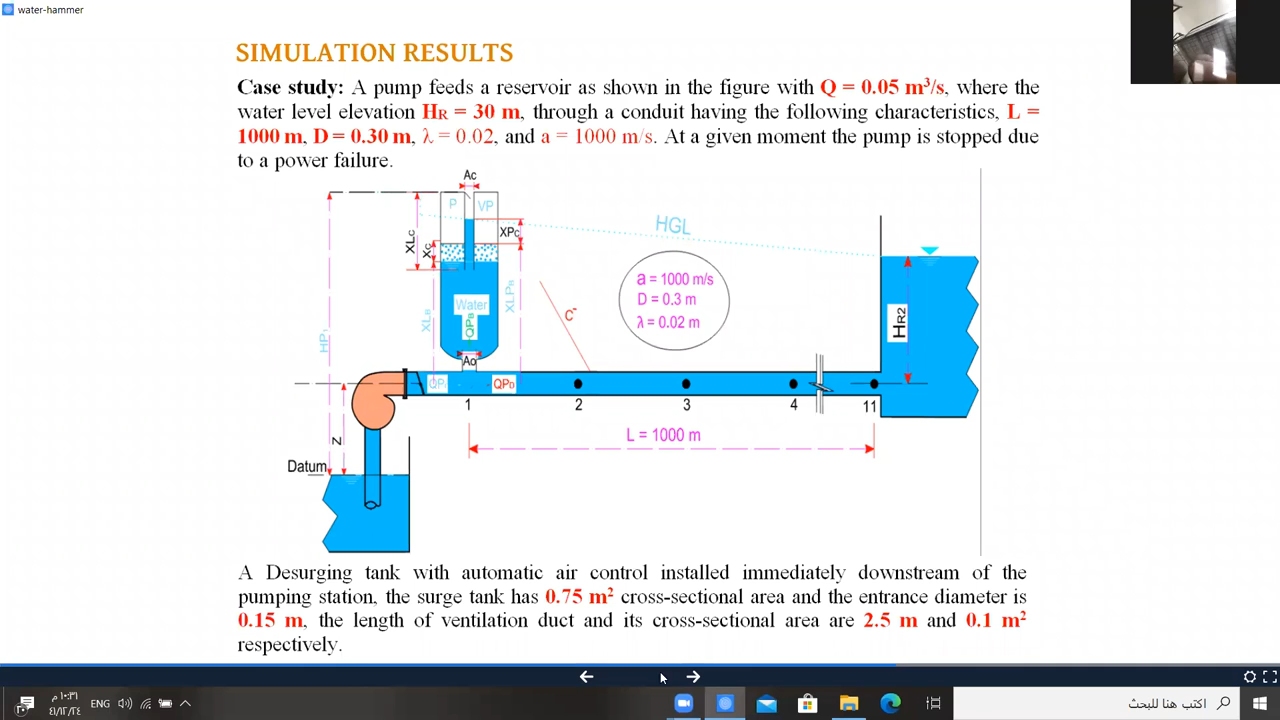 water-hammer
SIMULATION RESULTS
Case study: A pump feeds a reservoir as shown in the figure with Q = 0.05 m³/s, where the
water level elevation HR = 30 m, through a conduit having the following characteristics, L =
1000 m, D = 0.30 m, λ = 0.02, and a = 1000 m/s. At a given moment the pump is stopped due
to a power failure.
Ac
P
VP
XLC
XC
XPC
HGL
a = 1000 m/s
D = 0.3 m
λ = 0.02 m
C⁻
Water
QPB
XLB
XLPB
HP1
HR2
Ao
QPD
1
2
3
4
11
Z
L = 1000 m
Datum
A Desurging tank with automatic air control installed immediately downstream of the
pumping station, the surge tank has 0.75 m² cross-sectional area and the entrance diameter is
0.15 m, the length of ventilation duct and its cross-sectional area are 2.5 m and 0.1 m²
respectively.
ENG
١٠:٣١ م
اكتب هنا للبحث